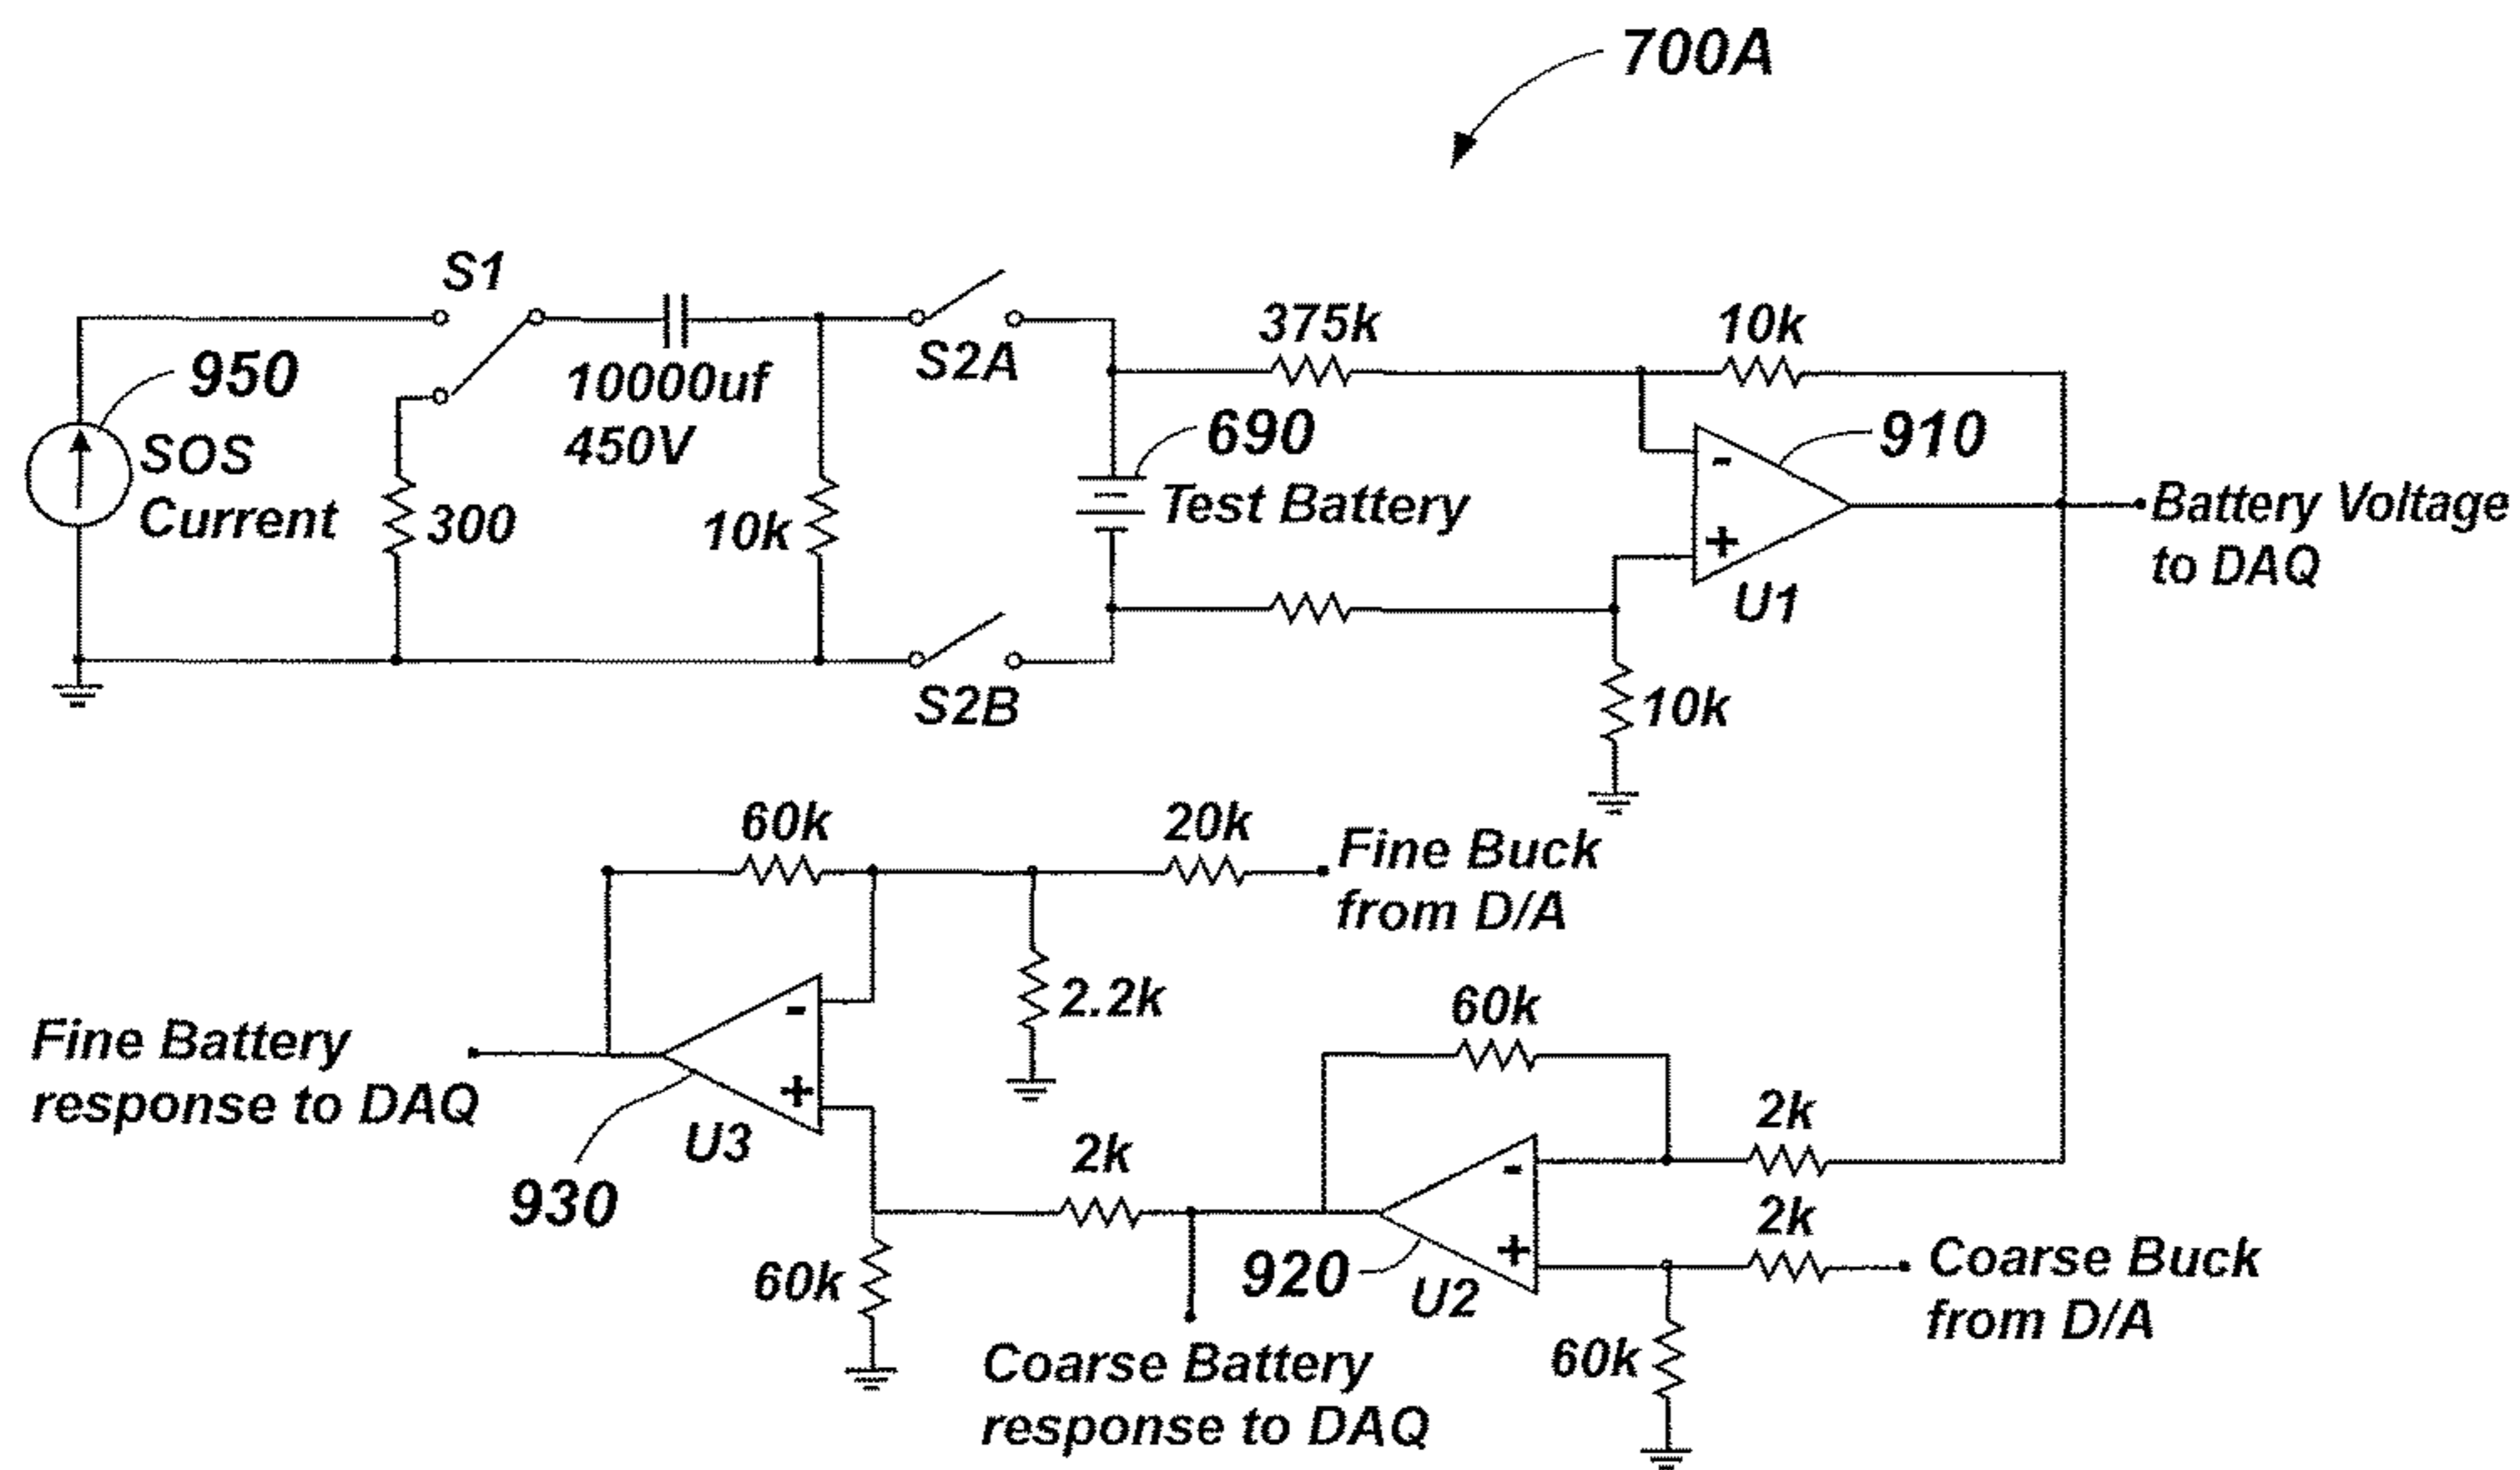 700A
S1
950
SOS
Current
300
10000uf
450V
10k
S2A
S2B
375k
690
Test Battery
10k
-
+
910
U1
Battery Voltage
to DAQ
10k
60k
20k
Fine Buck
from D/A
2.2k
-
+
U3
930
Fine Battery
response to DAQ
60k
2k
60k
2k
-
+
920
U2
2k
Coarse Buck
from D/A
60k
Coarse Battery
response to DAQ